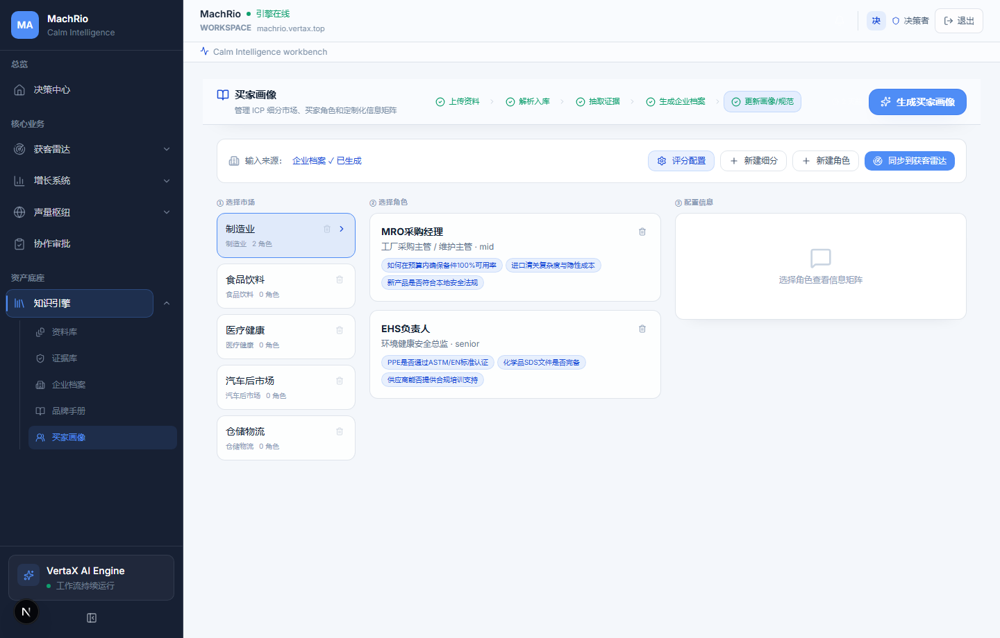 MA
MachRio
Calm Intelligence
总览
决策中心
核心业务
获客雷达
增长系统
声量枢纽
协作审批
资产底座
知识引擎
资料库
证据库
企业档案
品牌手册
买家画像
VertaX AI Engine
工作流持续运行
N
MachRio
引擎在线
WORKSPACE machrio.vertax.top
决
决策者
退出
Calm Intelligence workbench
买家画像
管理 ICP 细分市场、买家角色和定制化信息矩阵
上传资料
解析入库
抽取证据
生成企业档案
更新画像/规范
生成买家画像
输入来源: 企业档案 ✓ 已生成
评分配置
新建细分
新建角色
同步到获客雷达
① 选择市场
制造业
制造业 2 角色
食品饮料
食品饮料 0 角色
医疗健康
医疗健康 0 角色
汽车后市场
汽车后市场 0 角色
仓储物流
仓储物流 0 角色
② 选择角色
MRO采购经理
工厂采购主管 / 维护主管 · mid
如何在预算内确保备件100%可用率
进口清关复杂度与隐性成本
新产品是否符合本地安全法规
EHS负责人
环境健康安全总监 · senior
PPE是否通过ASTM/EN标准认证
化学品SDS文件是否完备
供应商能否提供合规培训支持
③ 配置信息
选择角色查看信息矩阵